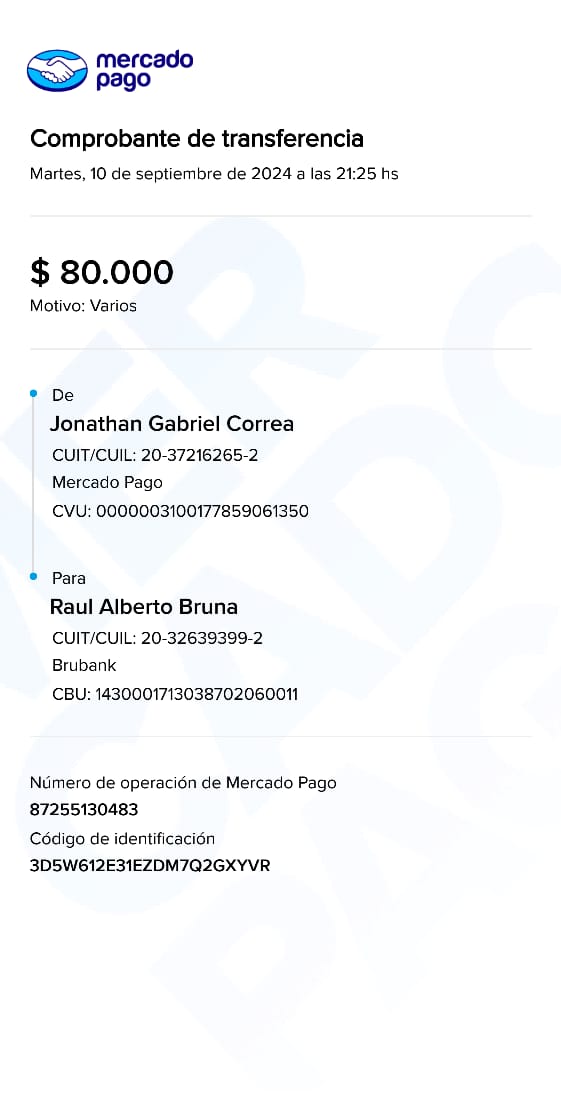 mercado
pago
Comprobante de transferencia
Martes, 10 de septiembre de 2024 a las 21:25 hs
$ 80.000
Motivo: Varios
De
Jonathan Gabriel Correa
CUIT/CUIL: 20-37216265-2
Mercado Pago
CVU: 0000003100177859061350
Para
Raul Alberto Bruna
CUIT/CUIL: 20-32639399-2
Brubank
CBU: 1430001713038702060011
Número de operación de Mercado Pago
87255130483
Código de identificación
3D5W612E31EZDM7Q2GXYVR